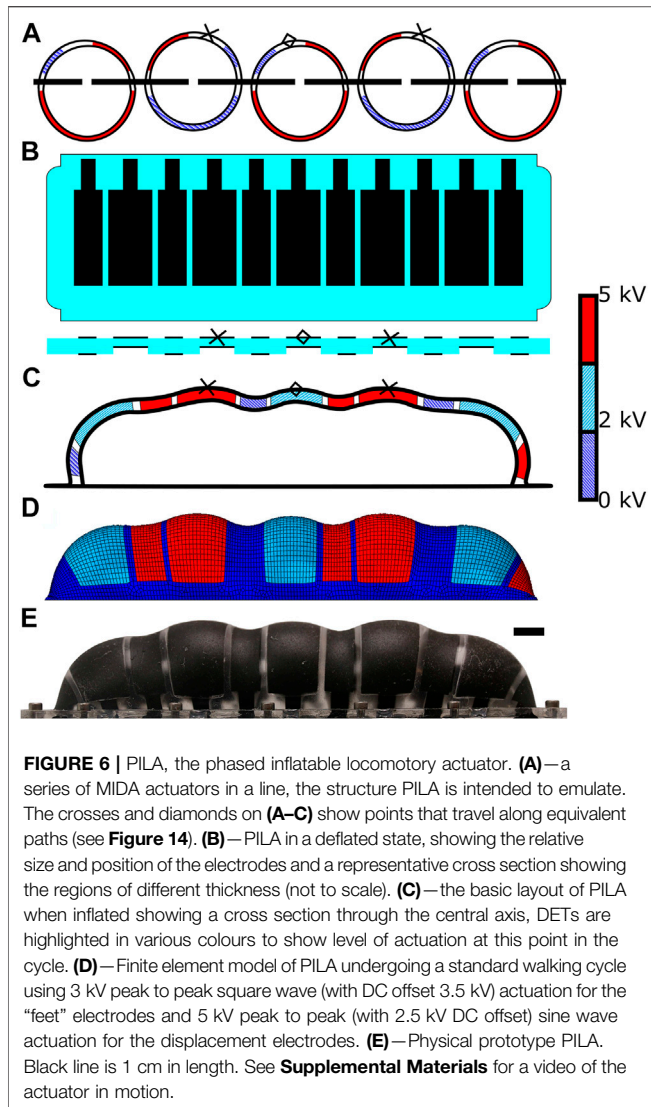 A
B
5 kV
2 kV
0 kV
C
D
E
FIGURE 6 | PILA, the phased inflatable locomotory actuator. (A)—a
series of MIDA actuators in a line, the structure PILA is intended to emulate.
The crosses and diamonds on (A–C) show points that travel along equivalent
paths (see Figure 14). (B)—PILA in a deflated state, showing the relative
size and position of the electrodes and a representative cross section showing
the regions of different thickness (not to scale). (C)—the basic layout of PILA
when inflated showing a cross section through the central axis, DETs are
highlighted in various colours to show level of actuation at this point in the
cycle. (D)—Finite element model of PILA undergoing a standard walking cycle
using 3 kV peak to peak square wave (with DC offset 3.5 kV) actuation for the
“feet” electrodes and 5 kV peak to peak (with 2.5 kV DC offset) sine wave
actuation for the displacement electrodes. (E)—Physical prototype PILA.
Black line is 1 cm in length. See Supplemental Materials for a video of the
actuator in motion.